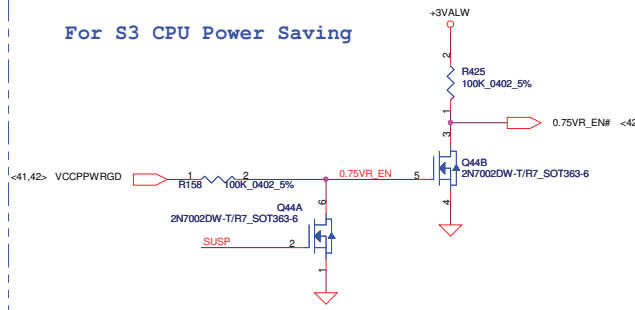 For S3 CPU Power Saving
+3VALW
2
R425
100K_0402_5%
1
0.75VR_EN# <42
3
Q44B
2N7002DW-T/R7_SOT363-6
<41,42> VCCPPWRGD
1
2
R158
100K_0402_5%
0.75VR_EN
5
4
6
Q44A
2N7002DW-T/R7_SOT363-6
SUSP
2
1